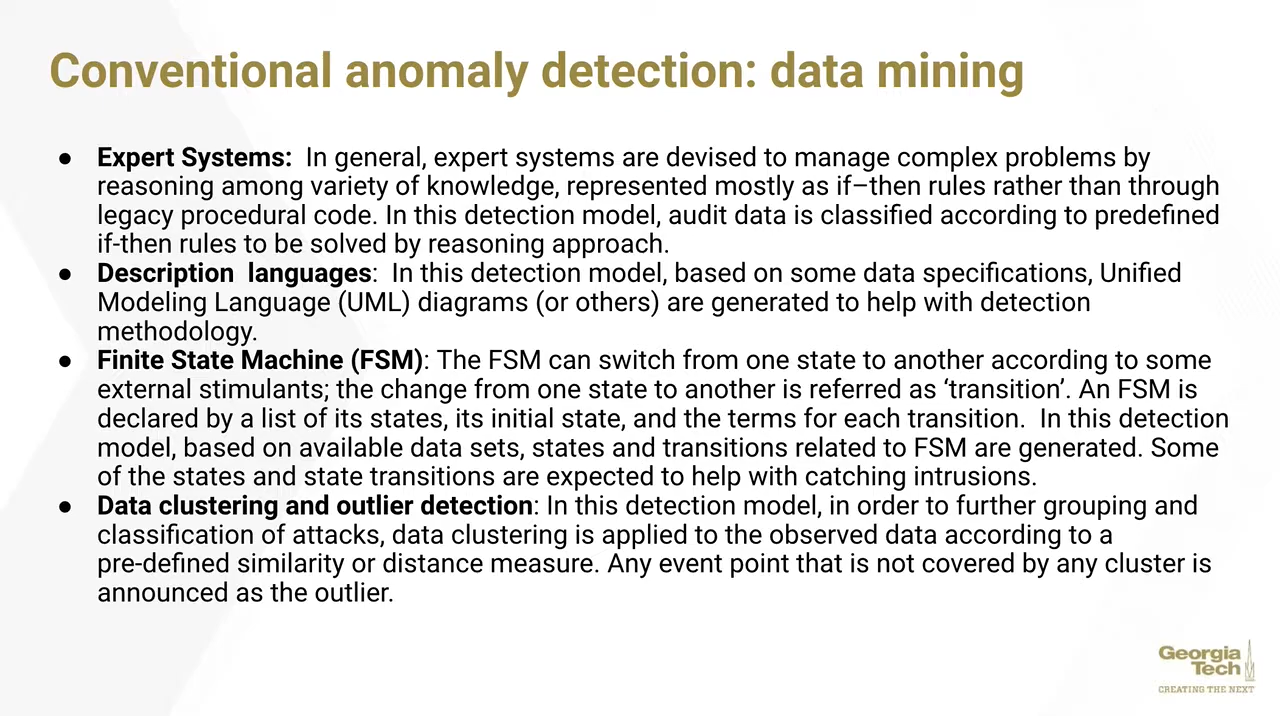 Conventional anomaly detection: data mining
● Expert Systems:  In general, expert systems are devised to manage complex problems by
reasoning among variety of knowledge, represented mostly as if–then rules rather than through
legacy procedural code. In this detection model, audit data is classified according to predefined
if-then rules to be solved by reasoning approach.
● Description  languages:  In this detection model, based on some data specifications, Unified
Modeling Language (UML) diagrams (or others) are generated to help with detection
methodology.
● Finite State Machine (FSM): The FSM can switch from one state to another according to some
external stimulants; the change from one state to another is referred as ‘transition’. An FSM is
declared by a list of its states, its initial state, and the terms for each transition.  In this detection
model, based on available data sets, states and transitions related to FSM are generated. Some
of the states and state transitions are expected to help with catching intrusions.
● Data clustering and outlier detection: In this detection model, in order to further grouping and
classification of attacks, data clustering is applied to the observed data according to a
pre-defined similarity or distance measure. Any event point that is not covered by any cluster is
announced as the outlier.
Georgia
Tech
CREATING THE NEXT